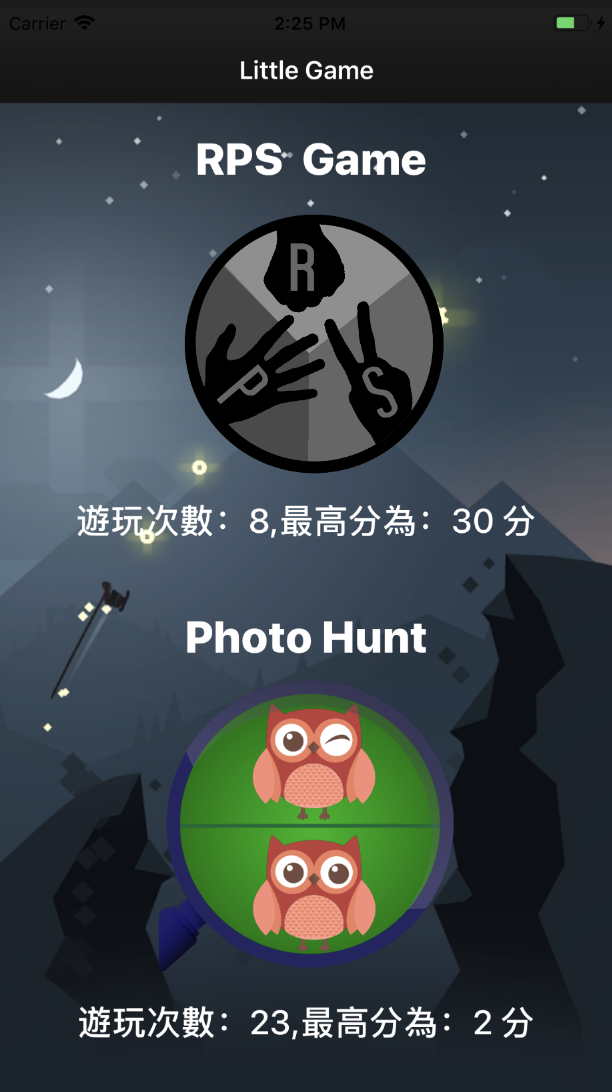 Carrier 2:25 PM
Little Game
RPS Game
R
P
S
遊玩次數：8,最高分為：30 分
Photo Hunt
遊玩次數：23,最高分為：2 分